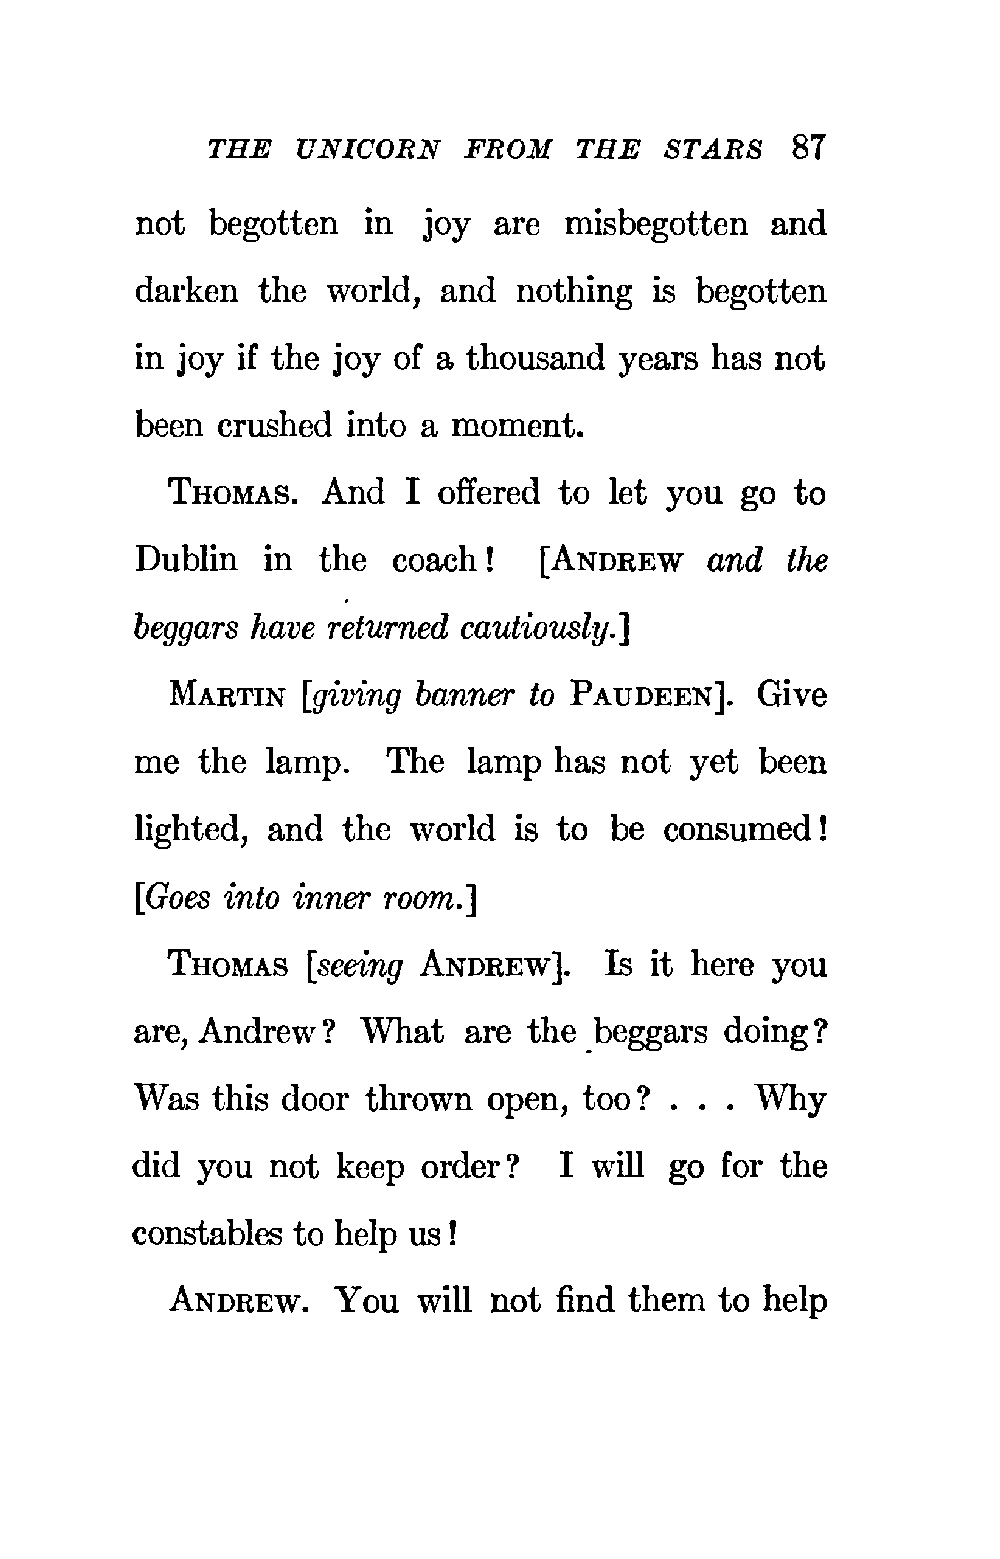 THE UNICORN FROM THE STARS 87
not begotten in joy are misbegotten and
darken the world, and nothing is begotten
in joy if the joy of a thousand years has not
been crushed into a moment.
THOMAS. And I offered to let you go to
Dublin in the coach! [ANDREW and the
beggars have returned cautiously.]
MARTIN [giving banner to PAUDEEN]. Give
me the lamp. The lamp has not yet been
lighted, and the world is to be consumed!
[Goes into inner room.]
THOMAS [seeing ANDREW]. Is it here you
are, Andrew? What are the beggars doing?
Was this door thrown open, too? . . . Why
did you not keep order? I will go for the
constables to help us!
ANDREW. You will not find them to help